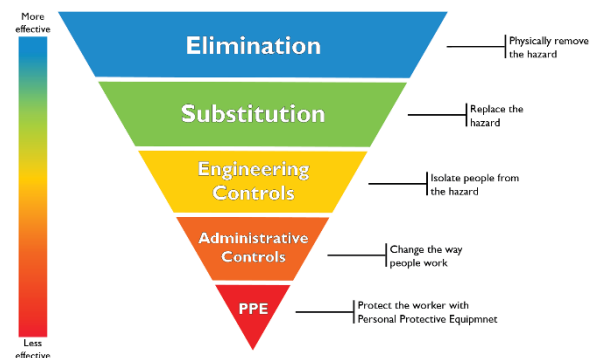 More
effective
Elimination
Physically remove
the hazard
Substitution
Replace the
hazard
Engineering
Controls
Isolate people from
the hazard
Administrative
Controls
Change the way
people work
PPE
Protect the worker with
Personal Protective Equipmnet
Less
effective